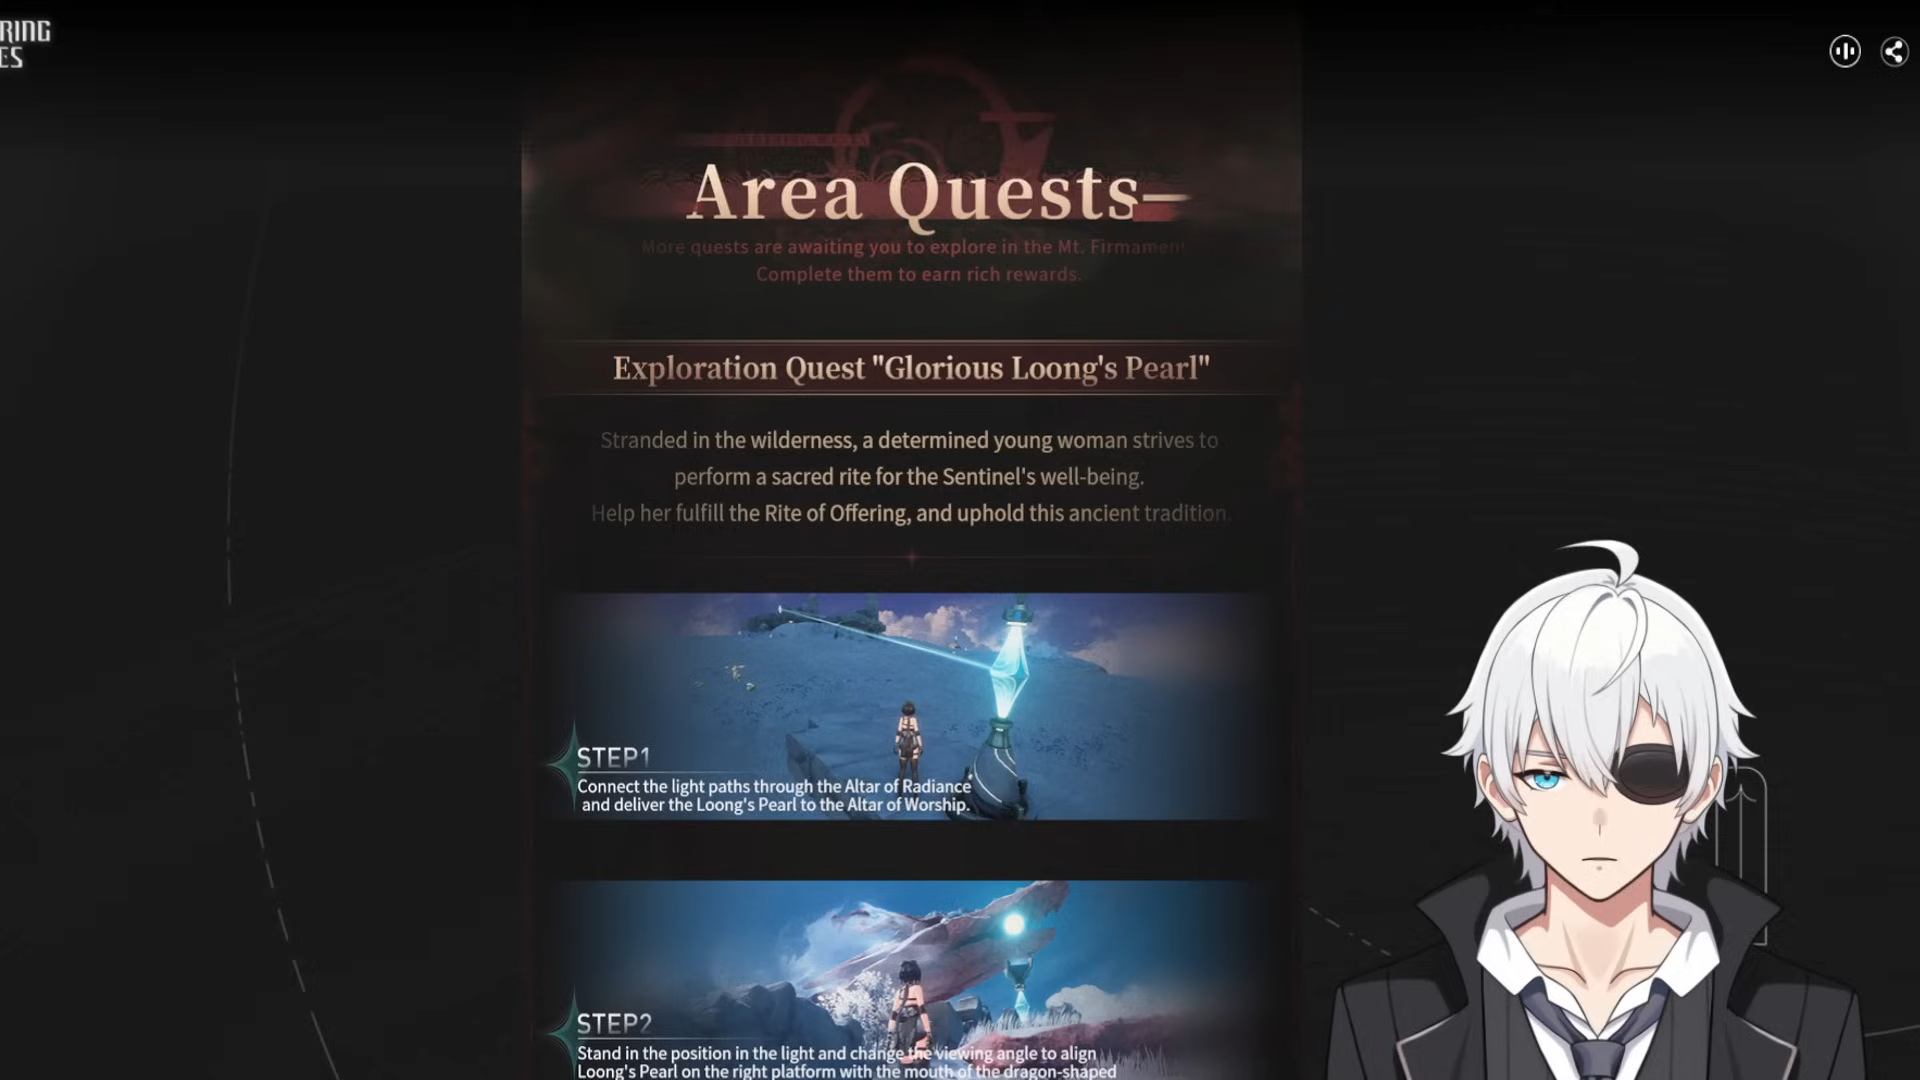 RING
ES
Area Quests
More quests are awaiting you to explore in the Mt. Firmament
Complete them to earn rich rewards.
Exploration Quest "Glorious Loong's Pearl"
Stranded in the wilderness, a determined young woman strives to
perform a sacred rite for the Sentinel's well-being.
Help her fulfill the Rite of Offering, and uphold this ancient tradition.
STEP1
Connect the light paths through the Altar of Radiance
and deliver the Loong's Pearl to the Altar of Worship.
STEP2
Stand in the position in the light and change the viewing angle to align
Loong's Pearl on the right platform with the mouth of the dragon-shaped